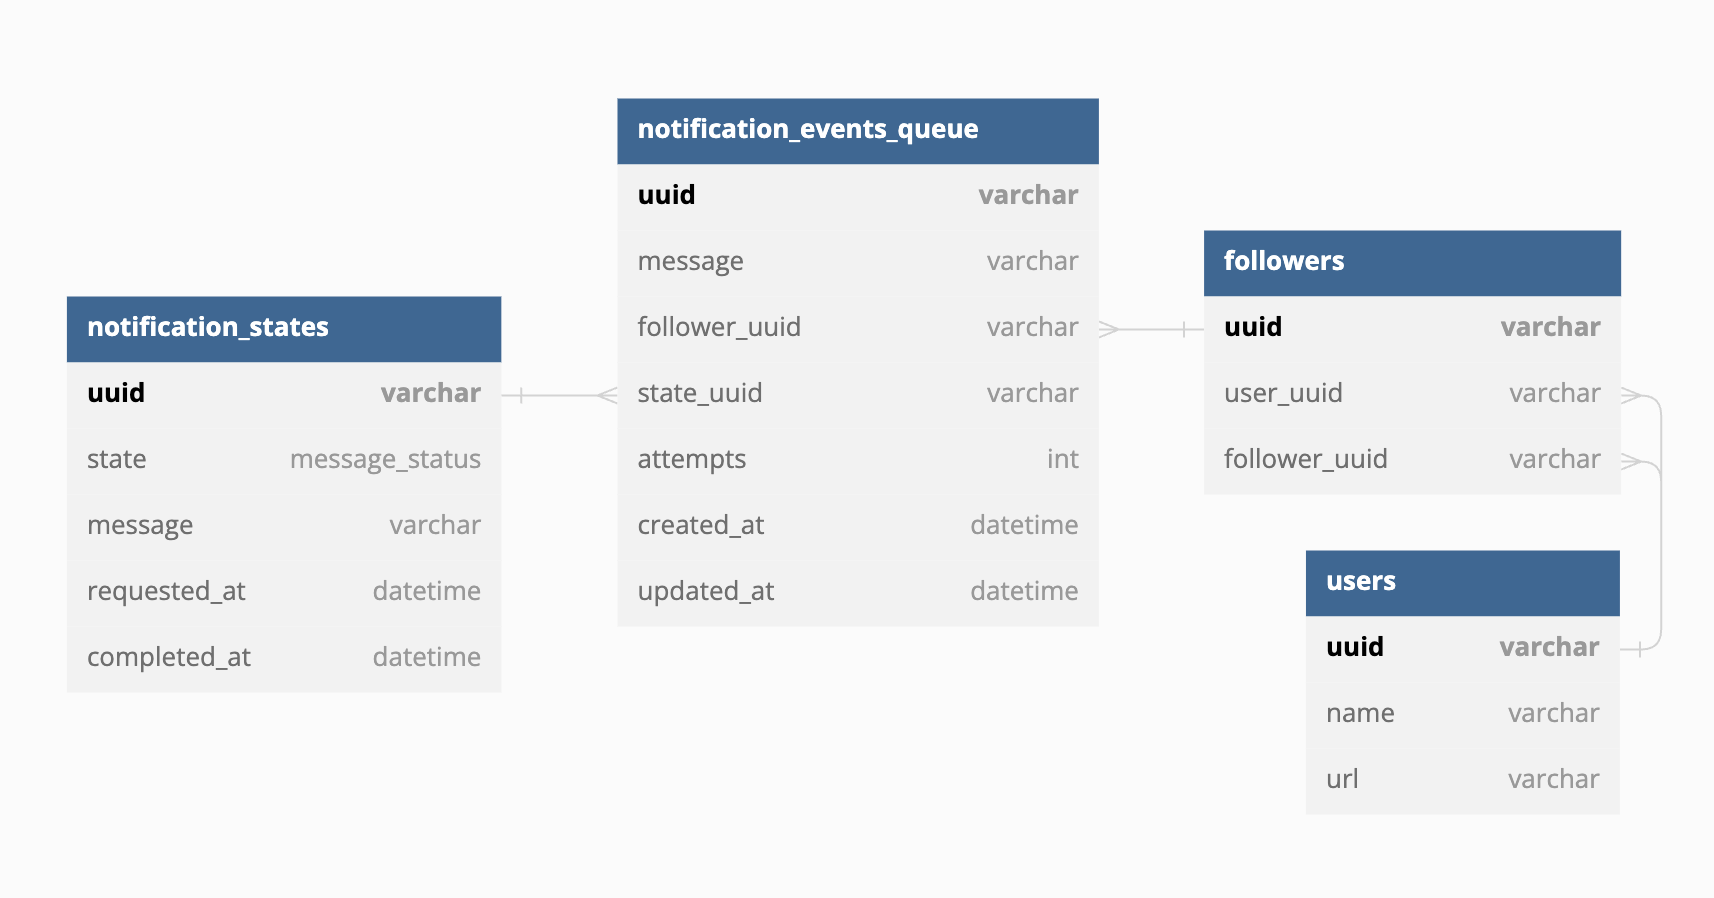 notification_states
uuid varchar
state message_status
message varchar
requested_at datetime
completed_at datetime
notification_events_queue
uuid varchar
message varchar
follower_uuid varchar
state_uuid varchar
attempts int
created_at datetime
updated_at datetime
followers
uuid varchar
user_uuid varchar
follower_uuid varchar
users
uuid varchar
name varchar
url varchar